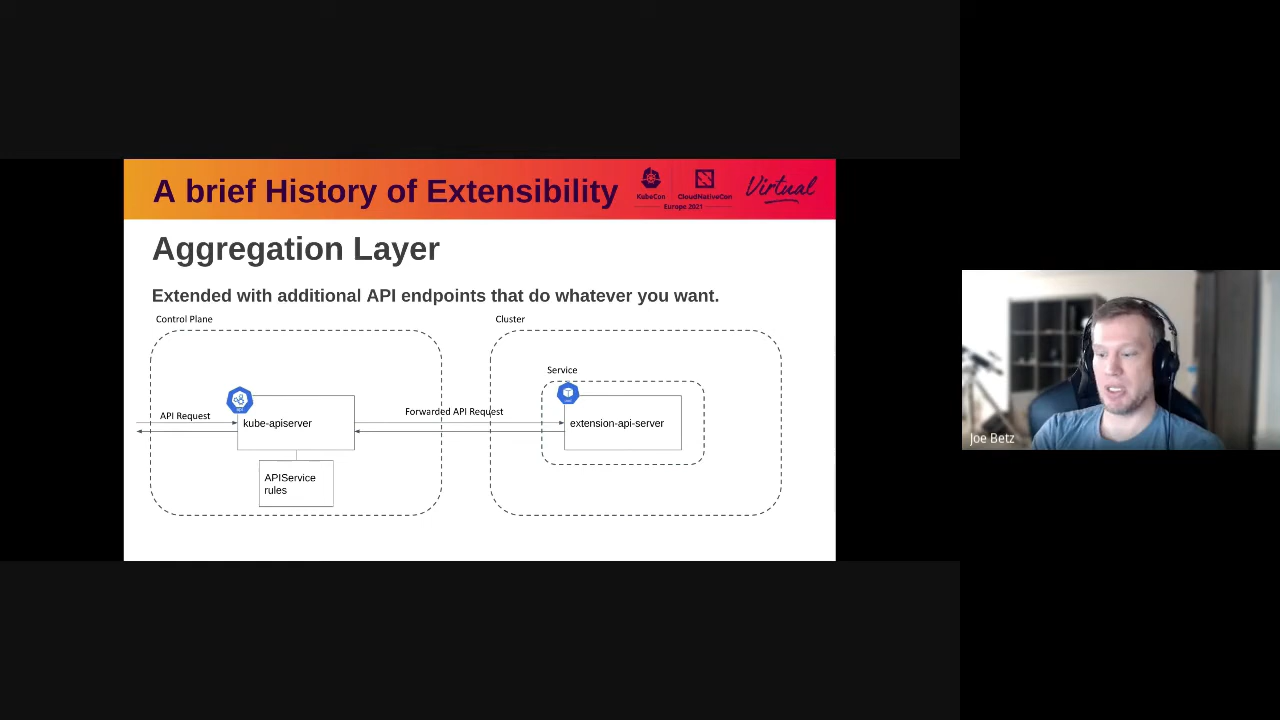 A brief History of Extensibility
KubeCon
CloudNativeCon
Europe 2021
Virtual
Aggregation Layer
Extended with additional API endpoints that do whatever you want.
Control Plane
Cluster
Service
API Request
kube-apiserver
Forwarded API Request
extension-api-server
APIService
rules
Joe Betz